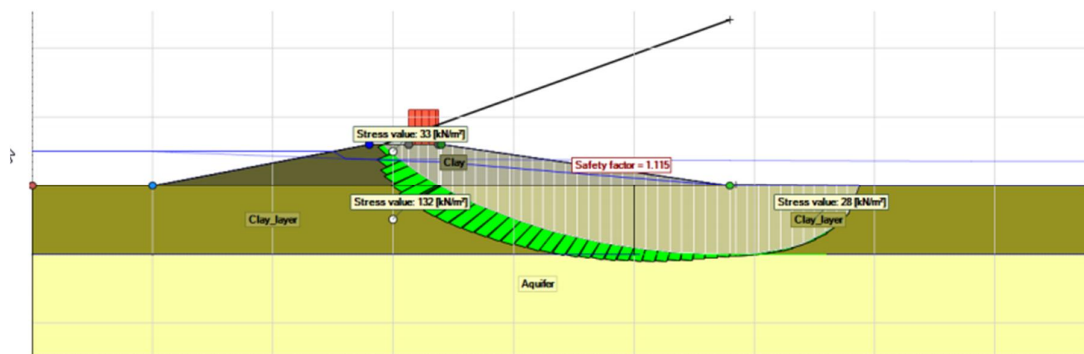 Stress value: 33 [kN/m²]
Clay
Safety factor = 1.115
Stress value: 132 [kN/m²]
Stress value: 28 [kN/m²]
Clay_layer
Clay_layer
Aquifer